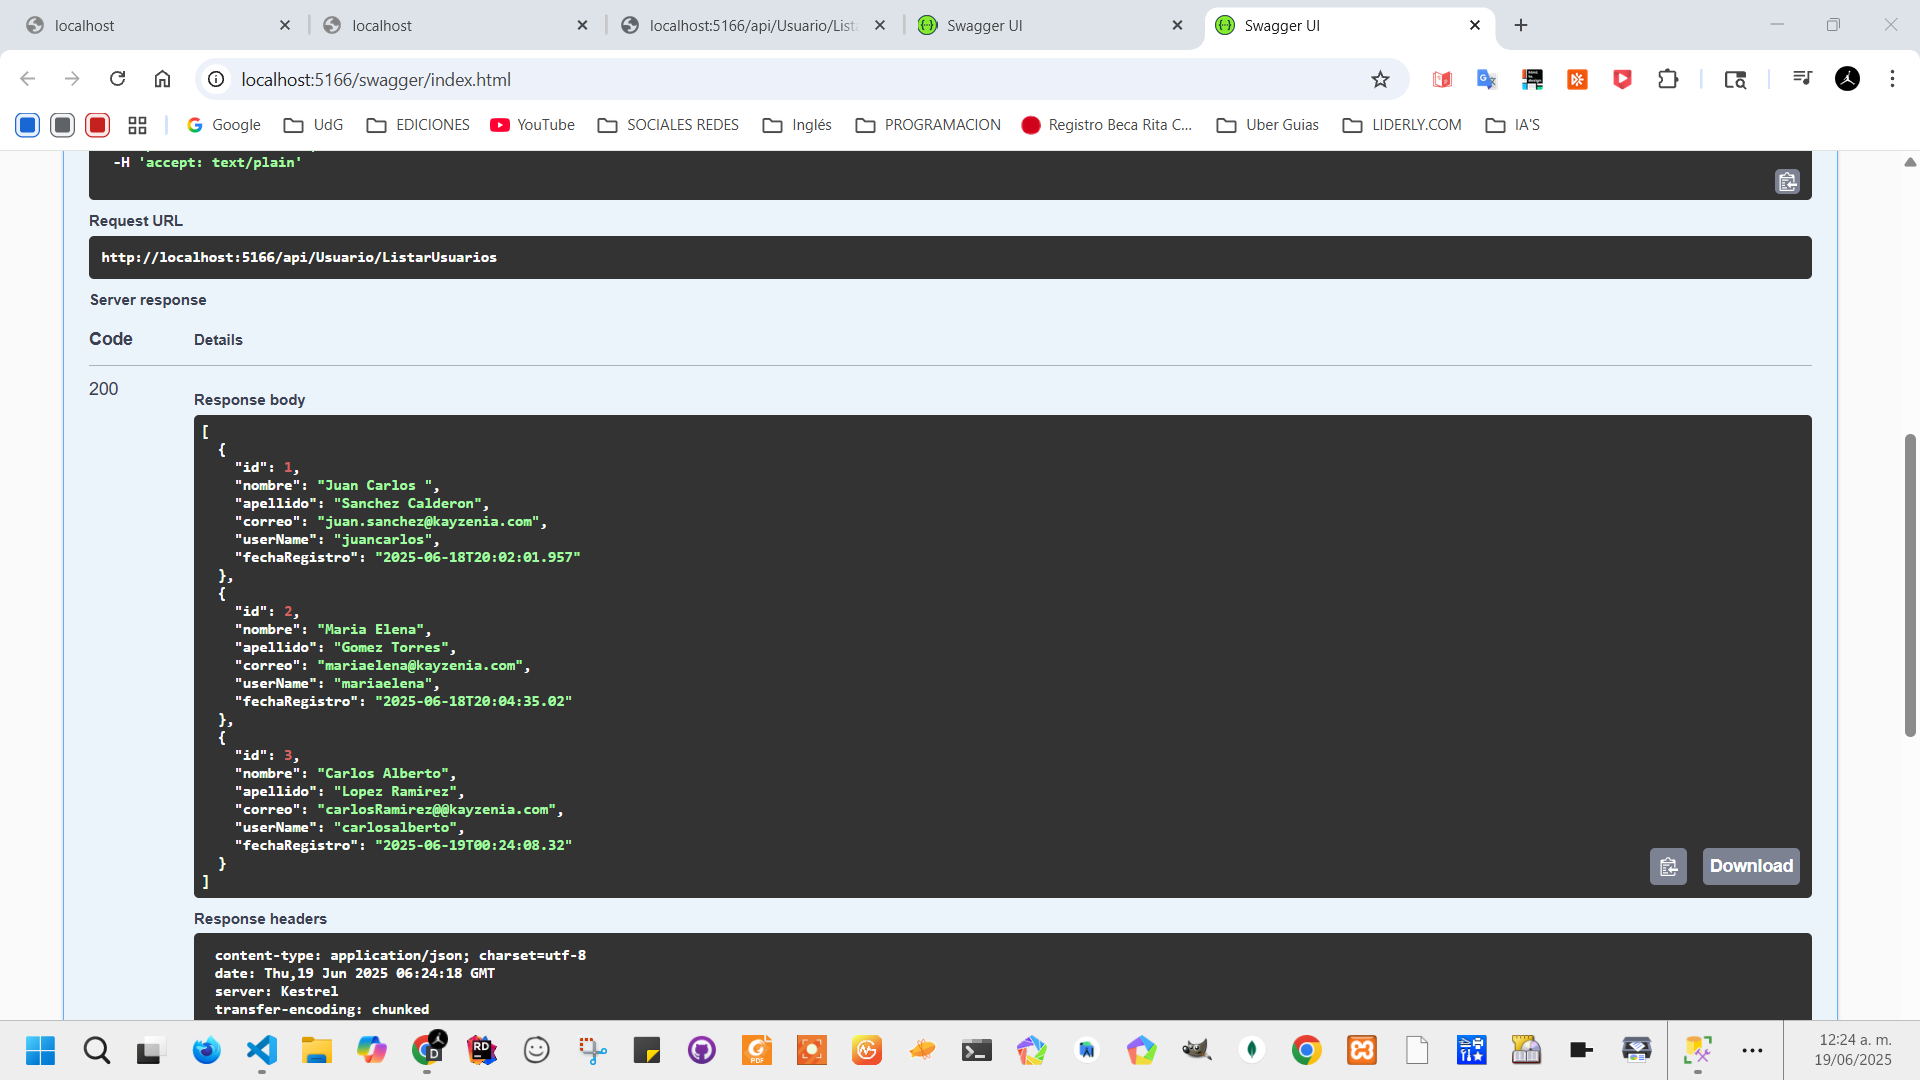 localhost
localhost
localhost:5166/api/Usuario/Lista
Swagger UI
Swagger UI
localhost:5166/swagger/index.html
Google
UdG
EDICIONES
YouTube
SOCIALES REDES
Inglés
PROGRAMACION
Registro Beca Rita C...
Uber Guias
LIDERLY.COM
IA'S
-H 'accept: text/plain'
Request URL
http://localhost:5166/api/Usuario/ListarUsuarios
Server response
Code
Details
200
Response body
[
{
"id": 1,
"nombre": "Juan Carlos ",
"apellido": "Sanchez Calderon",
"correo": "juan.sanchez@kayzenia.com",
"userName": "juancarlos",
"fechaRegistro": "2025-06-18T20:02:01.957"
},
{
"id": 2,
"nombre": "Maria Elena",
"apellido": "Gomez Torres",
"correo": "mariaelena@kayzenia.com",
"userName": "mariaelena",
"fechaRegistro": "2025-06-18T20:04:35.02"
},
{
"id": 3,
"nombre": "Carlos Alberto",
"apellido": "Lopez Ramirez",
"correo": "carlosRamirez@@kayzenia.com",
"userName": "carlosalberto",
"fechaRegistro": "2025-06-19T00:24:08.32"
}
]
Download
Response headers
content-type: application/json; charset=utf-8
date: Thu,19 Jun 2025 06:24:18 GMT
server: Kestrel
transfer-encoding: chunked
12:24 a. m.
19/06/2025